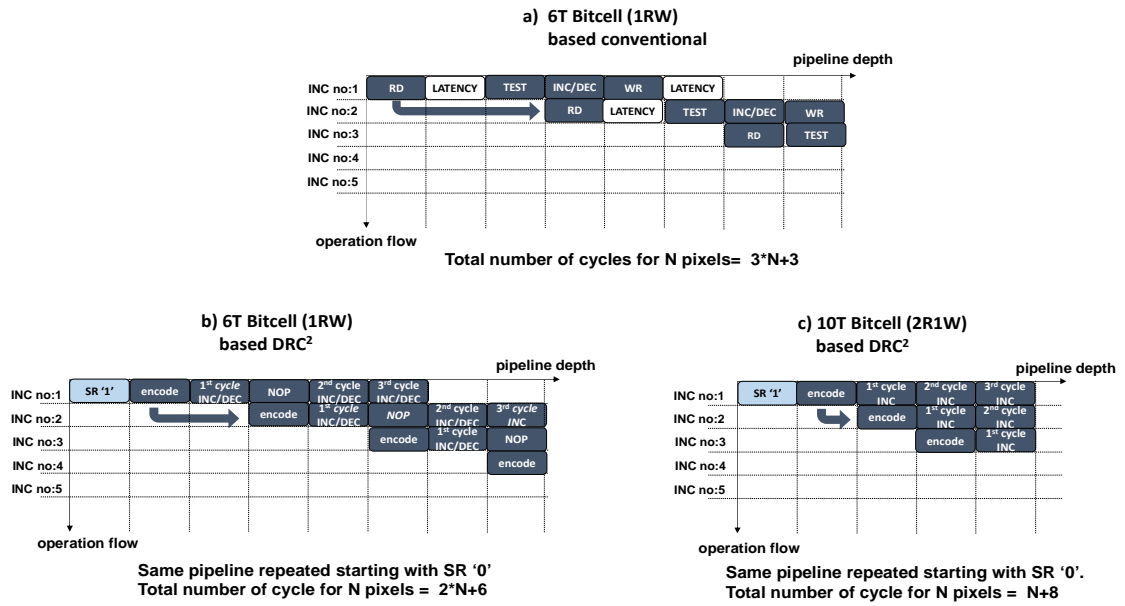 a) 6T Bitcell (1RW)
based conventional
pipeline depth
INC no:1 RD LATENCY TEST INC/DEC WR LATENCY
INC no:2 RD LATENCY TEST INC/DEC WR
INC no:3 RD TEST
INC no:4
INC no:5
operation flow
Total number of cycles for N pixels= 3*N+3
b) 6T Bitcell (1RW)
based DRC²
pipeline depth
INC no:1 SR '1' encode 1st cycle INC/DEC NOP 2nd cycle INC/DEC 3rd cycle INC/DEC
INC no:2 encode 1st cycle INC/DEC NOP 2nd cycle INC/DEC 3rd cycle INC
INC no:3 encode 1st cycle INC/DEC NOP
INC no:4 encode
INC no:5
operation flow
Same pipeline repeated starting with SR '0'
Total number of cycle for N pixels = 2*N+6
c) 10T Bitcell (2R1W)
based DRC²
pipeline depth
INC no:1 SR '1' encode 1st cycle INC 2nd cycle INC 3rd cycle INC
INC no:2 encode 1st cycle INC 2nd cycle INC
INC no:3 encode 1st cycle INC
INC no:4
INC no:5
operation flow
Same pipeline repeated starting with SR '0'.
Total number of cycle for N pixels = N+8